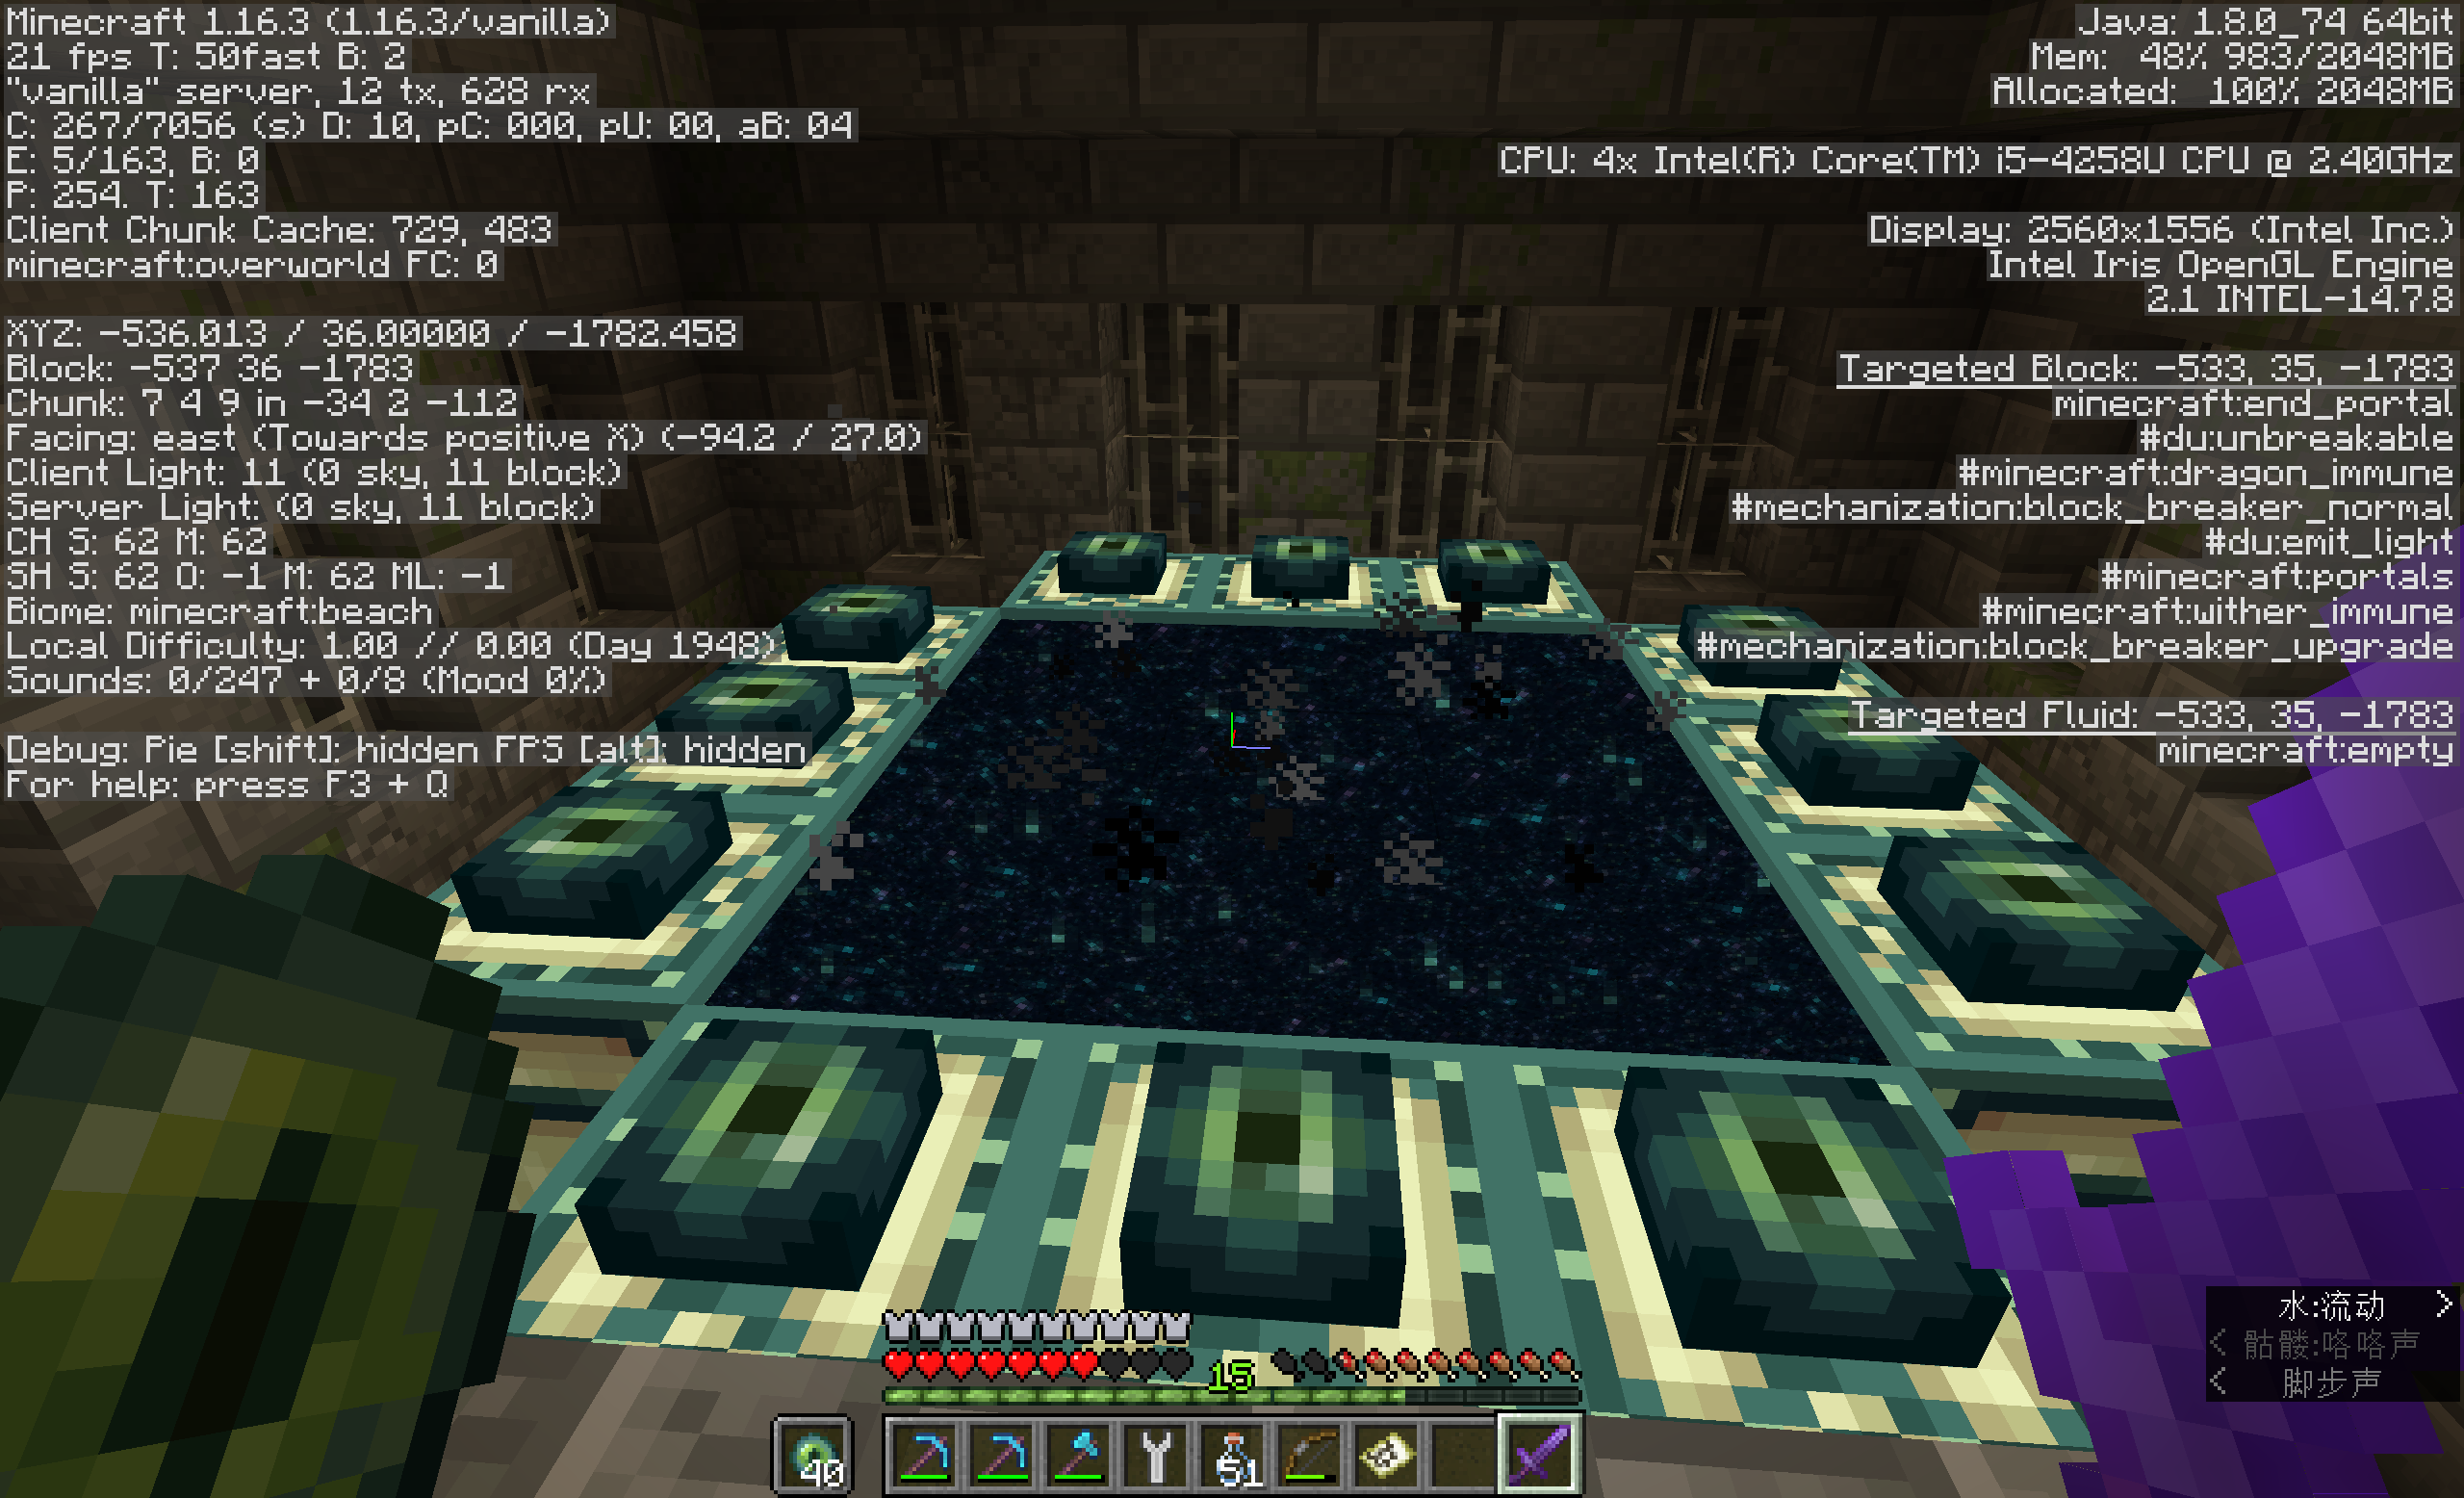 Minecraft 1.16.3 (1.16.3/vanilla)
21 fps T: 50fast B: 2
"vanilla" server, 12 tx, 628 rx
C: 267/7056 (s) D: 10, pC: 000, pU: 00, aB: 04
E: 5/163, B: 0
P: 254. T: 163
Client Chunk Cache: 729, 483
minecraft:overworld FC: 0
XYZ: -536.013 / 36.00000 / -1782.458
Block: -537 36 -1783
Chunk: 7 4 9 in -34 2 -112
Facing: east (Towards positive X) (-94.2 / 27.0)
Client Light: 11 (0 sky, 11 block)
Server Light: (0 sky, 11 block)
CH S: 62 M: 62
SH S: 62 O: -1 M: 62 ML: -1
Biome: minecraft:beach
Local Difficulty: 1.00 // 0.00 (Day 1948)
Sounds: 0/247 + 0/8 (Mood 0%)
Debug: Pie [shift]: hidden FPS [alt]: hidden
For help: press F3 + Q
Java: 1.8.0_74 64bit
Mem: 48% 983/2048MB
Allocated: 100% 2048MB
CPU: 4x Intel(R) Core(TM) i5-4258U CPU @ 2.40GHz
Display: 2560x1556 (Intel Inc.)
Intel Iris OpenGL Engine
2.1 INTEL-14.7.8
Targeted Block: -533, 35, -1783
minecraft:end_portal
#du:unbreakable
#minecraft:dragon_immune
#mechanization:block_breaker_normal
#du:emit_light
#minecraft:portals
#minecraft:wither_immune
#mechanization:block_breaker_upgrade
Targeted Fluid: -533, 35, -1783
minecraft:empty
水:流动 >
< 骷髅:咯咯声
< 脚步声
15
40
51